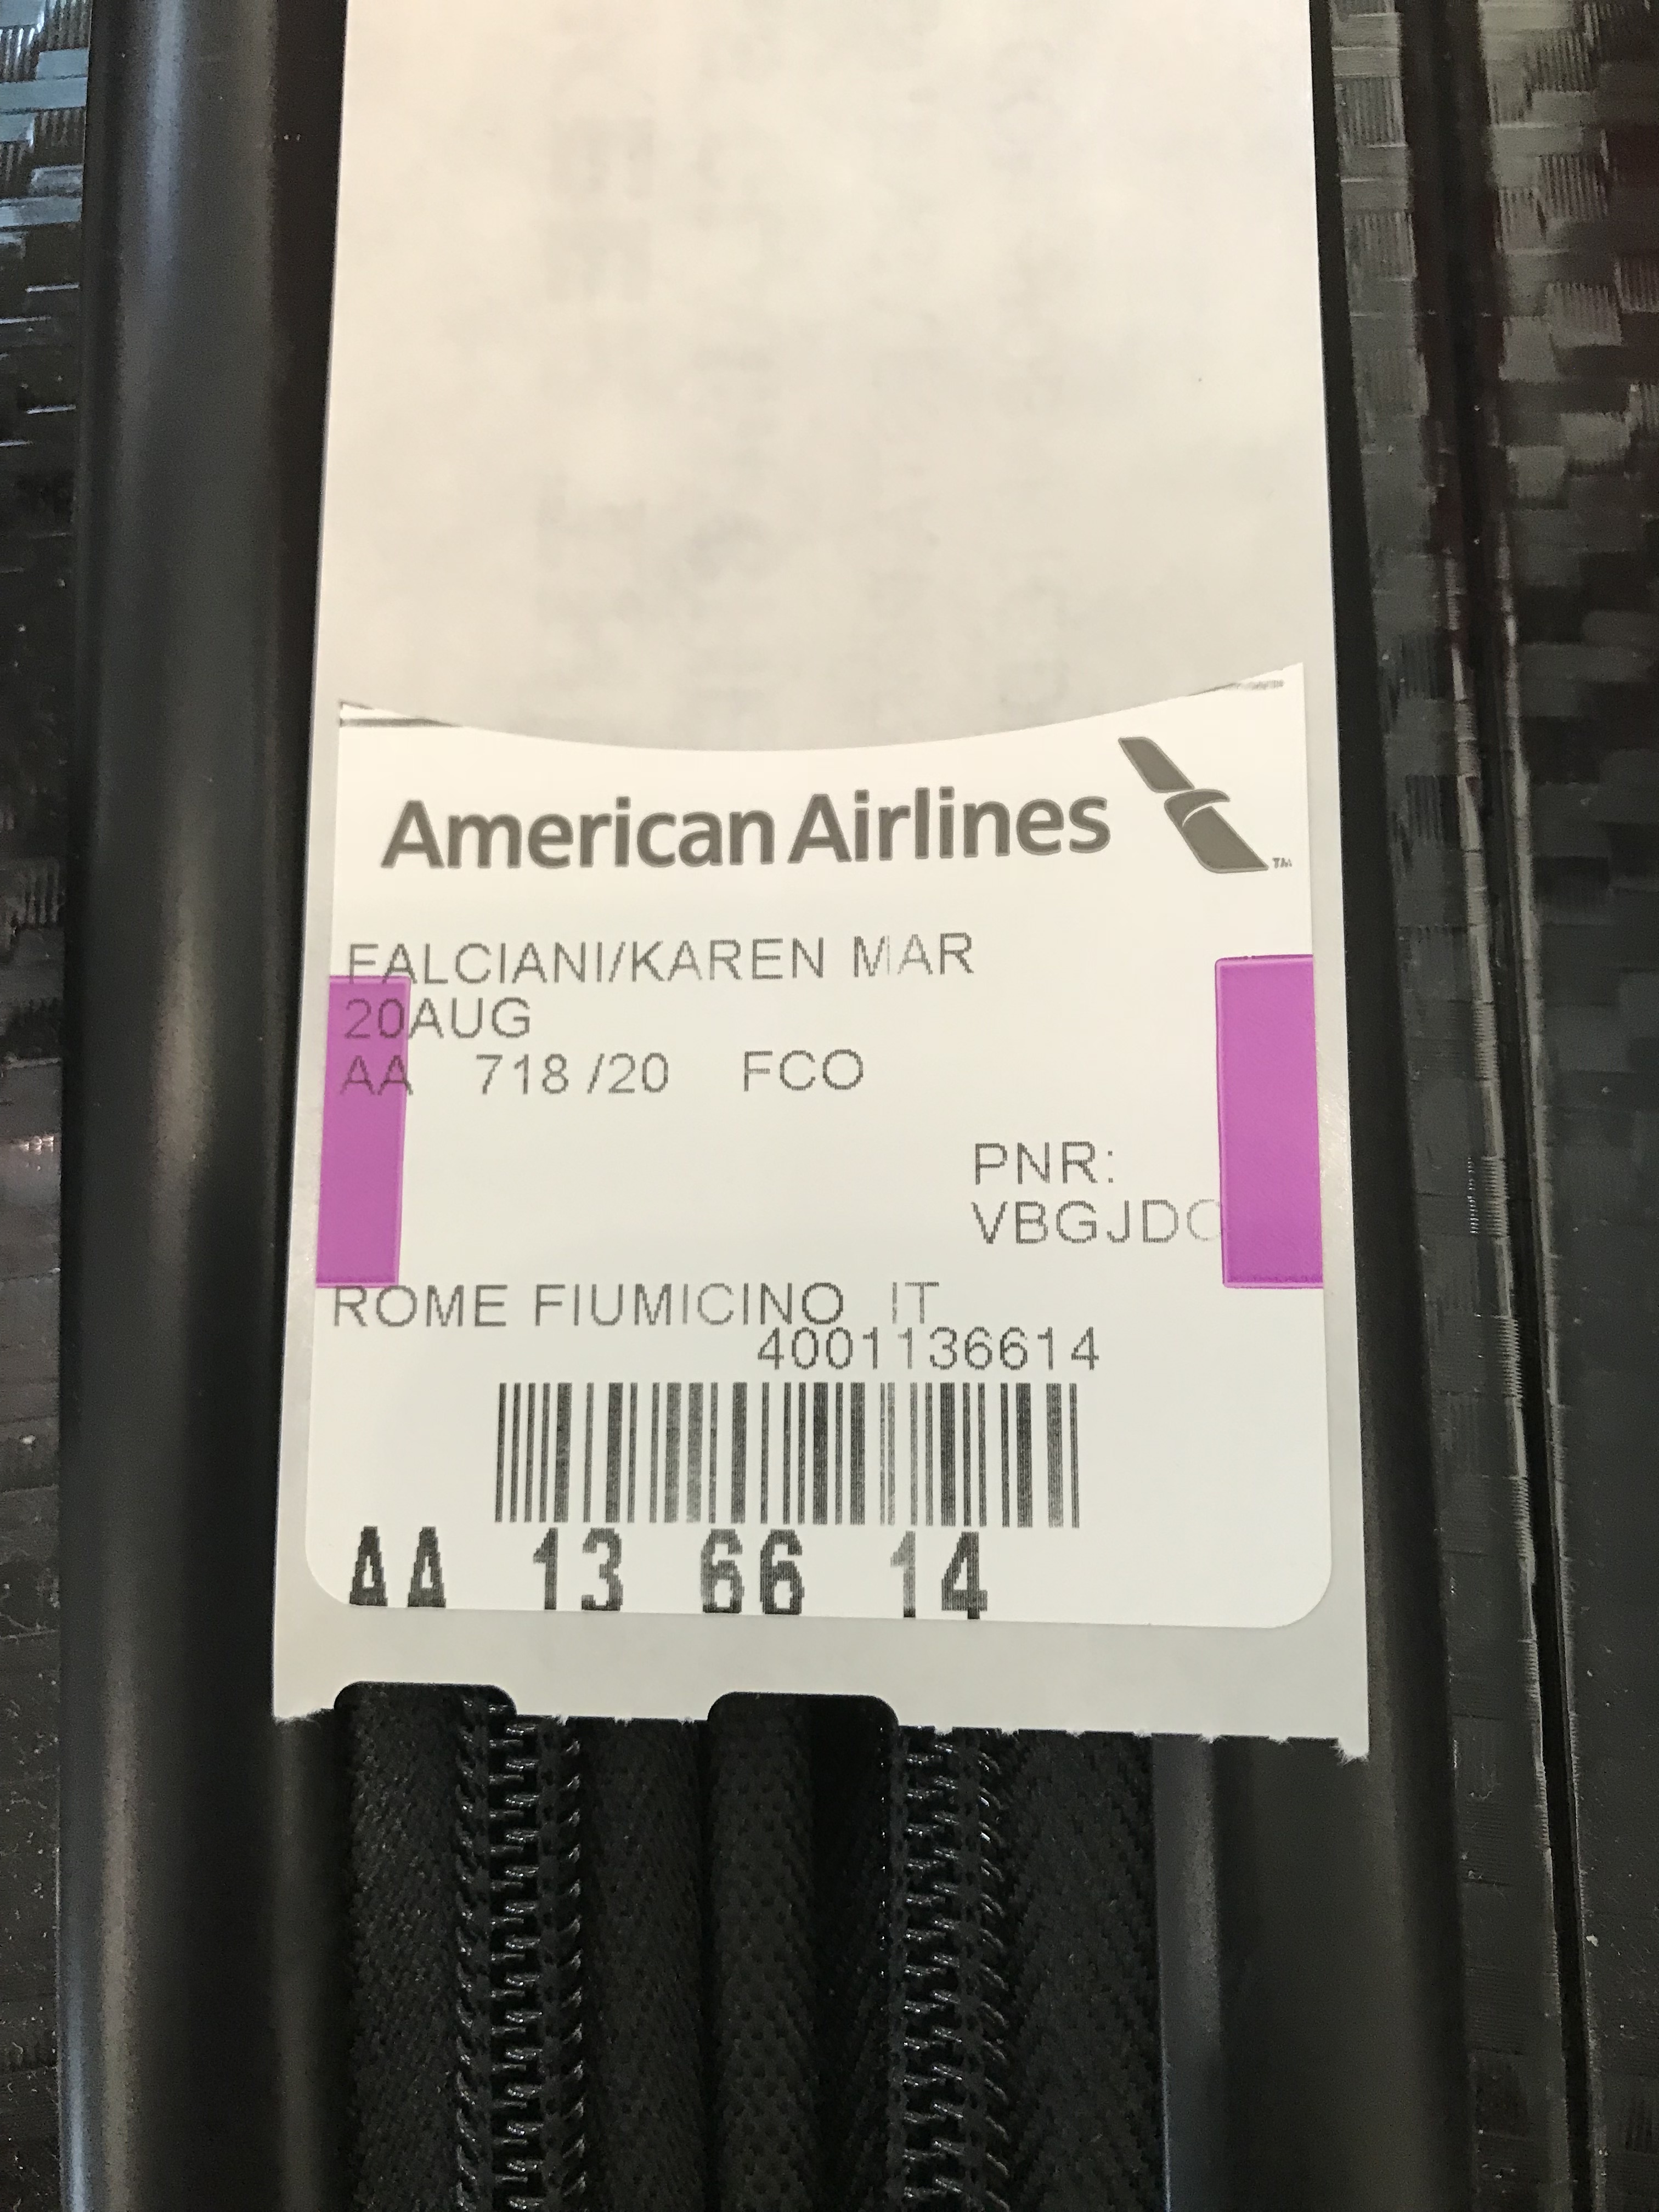 American Airlines TM
FALCIANI/KAREN MAR
20AUG
AA 718 /20 FCO
PNR:
ROME FIUMICINO IT
4001136614
AA 13 66 14